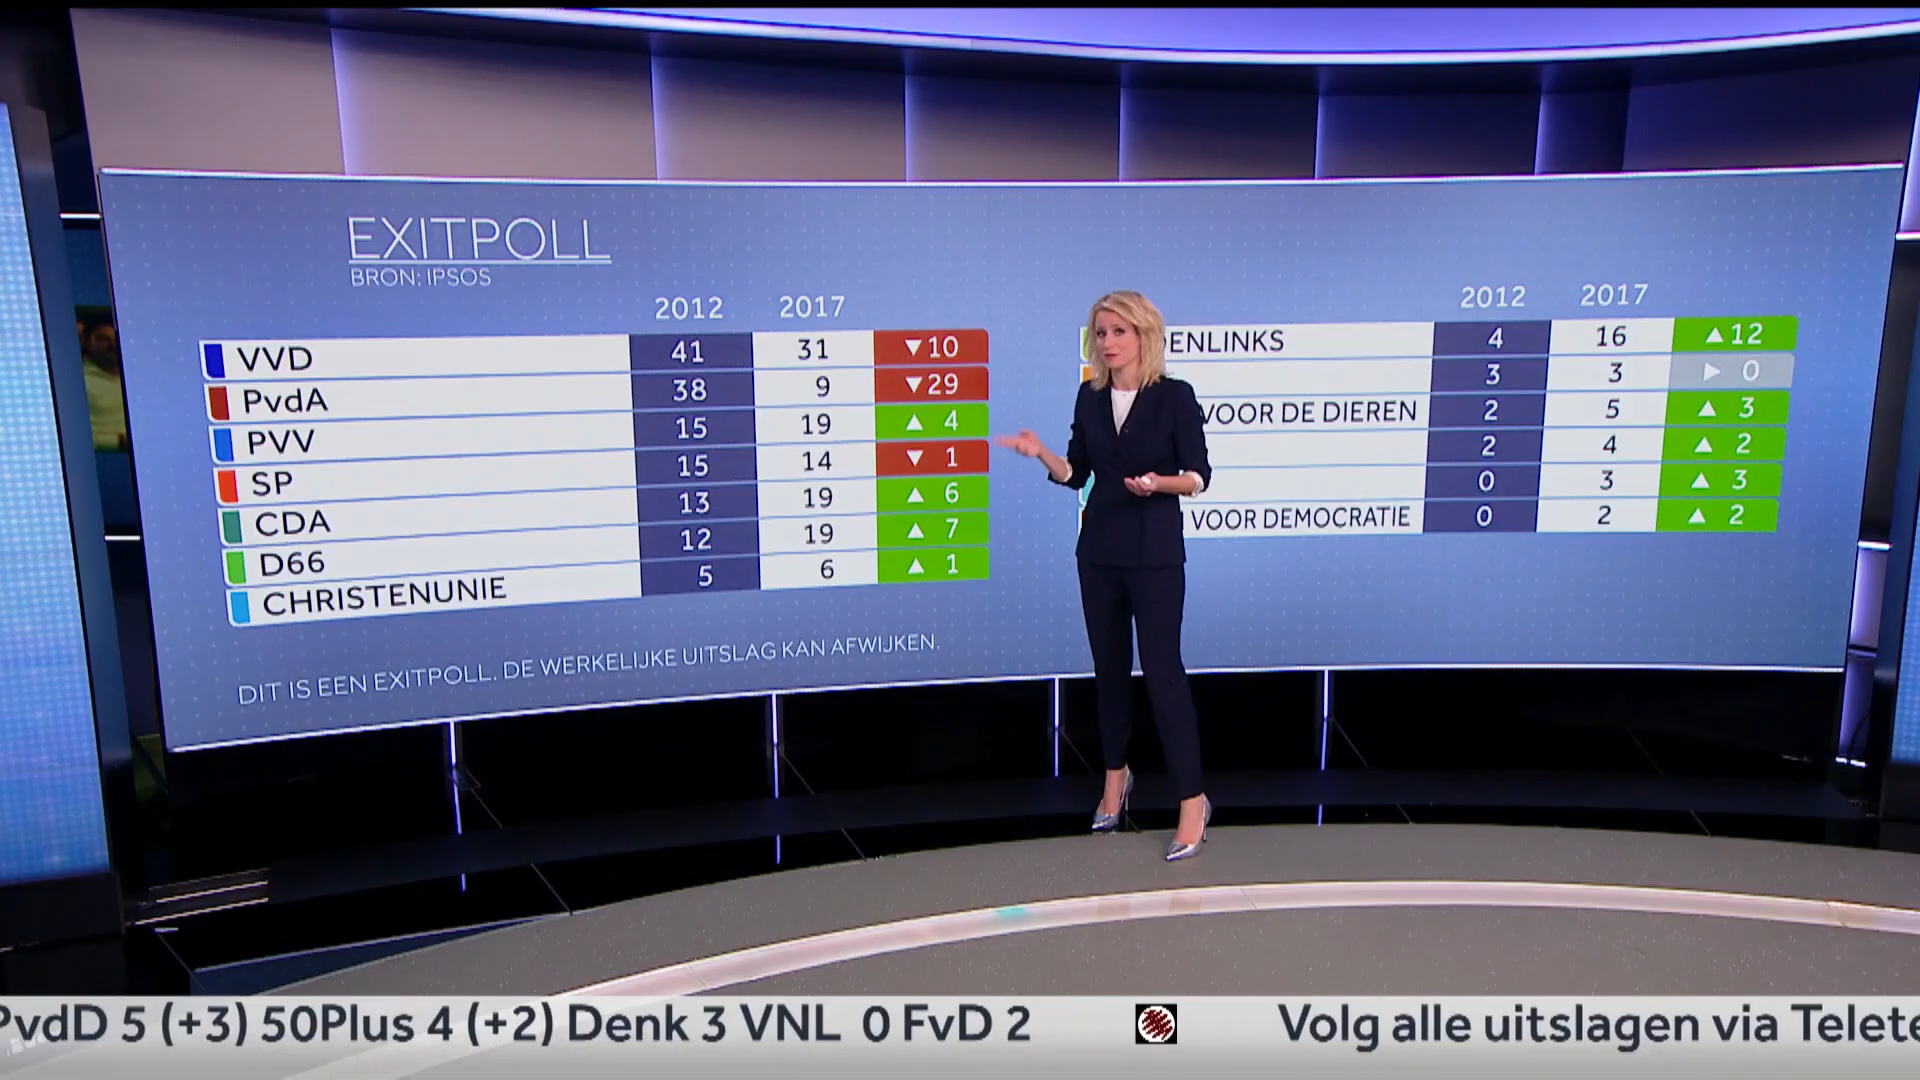 EXITPOLL
BRON: IPSOS
2012 2017
VVD 41 31 ▼10
PvdA 38 9 ▼29
PVV 15 19 ▲ 4
SP 15 14 ▼ 1
CDA 13 19 ▲ 6
D66 12 19 ▲ 7
CHRISTENUNIE 5 6 ▲ 1
DIT IS EEN EXITPOLL. DE WERKELIJKE UITSLAG KAN AFWIJKEN.
2012 2017
ENLINKS 4 16 ▲12
3 3 ▶ 0
VOOR DE DIEREN 2 5 ▲ 3
2 4 ▲ 2
0 3 ▲ 3
VOOR DEMOCRATIE 0 2 ▲ 2
PvdD 5 (+3) 50Plus 4 (+2) Denk 3 VNL 0 FvD 2 Volg alle uitslagen via Telete